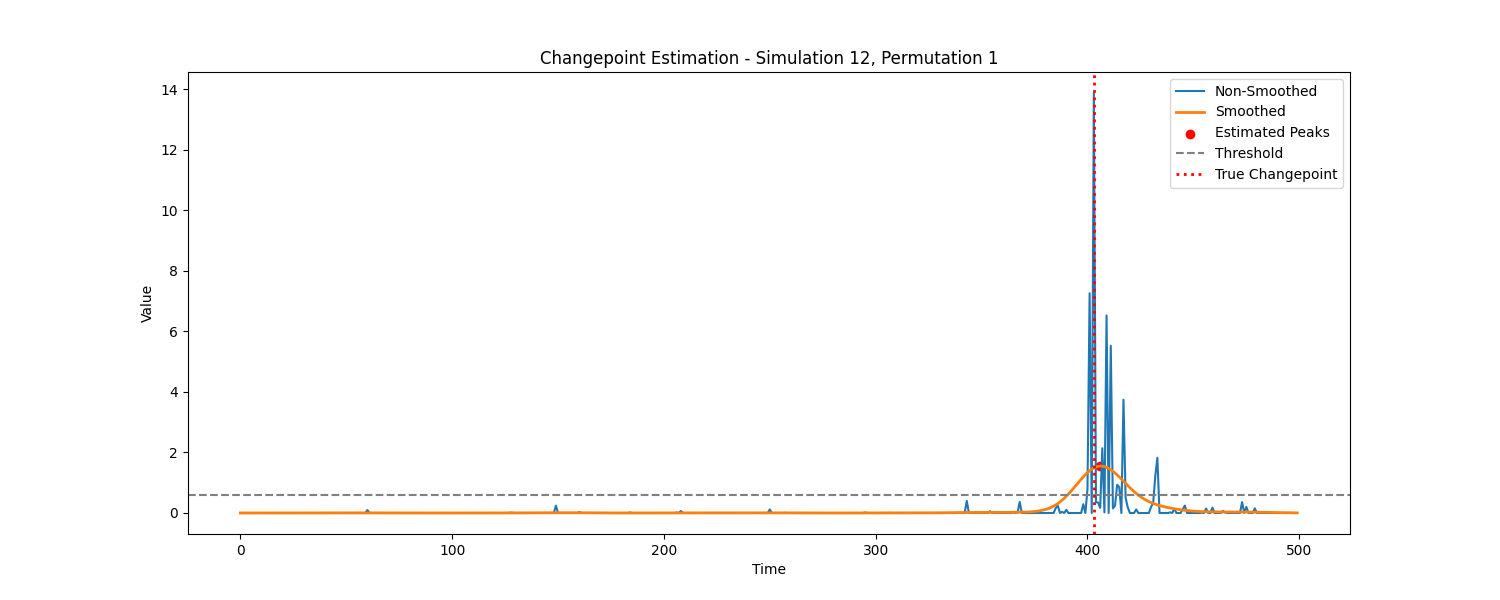 Changepoint Estimation - Simulation 12, Permutation 1
14
12
10
8
6
4
2
0
Value
Non-Smoothed
Smoothed
Estimated Peaks
Threshold
True Changepoint
0 100 200 300 400 500
Time